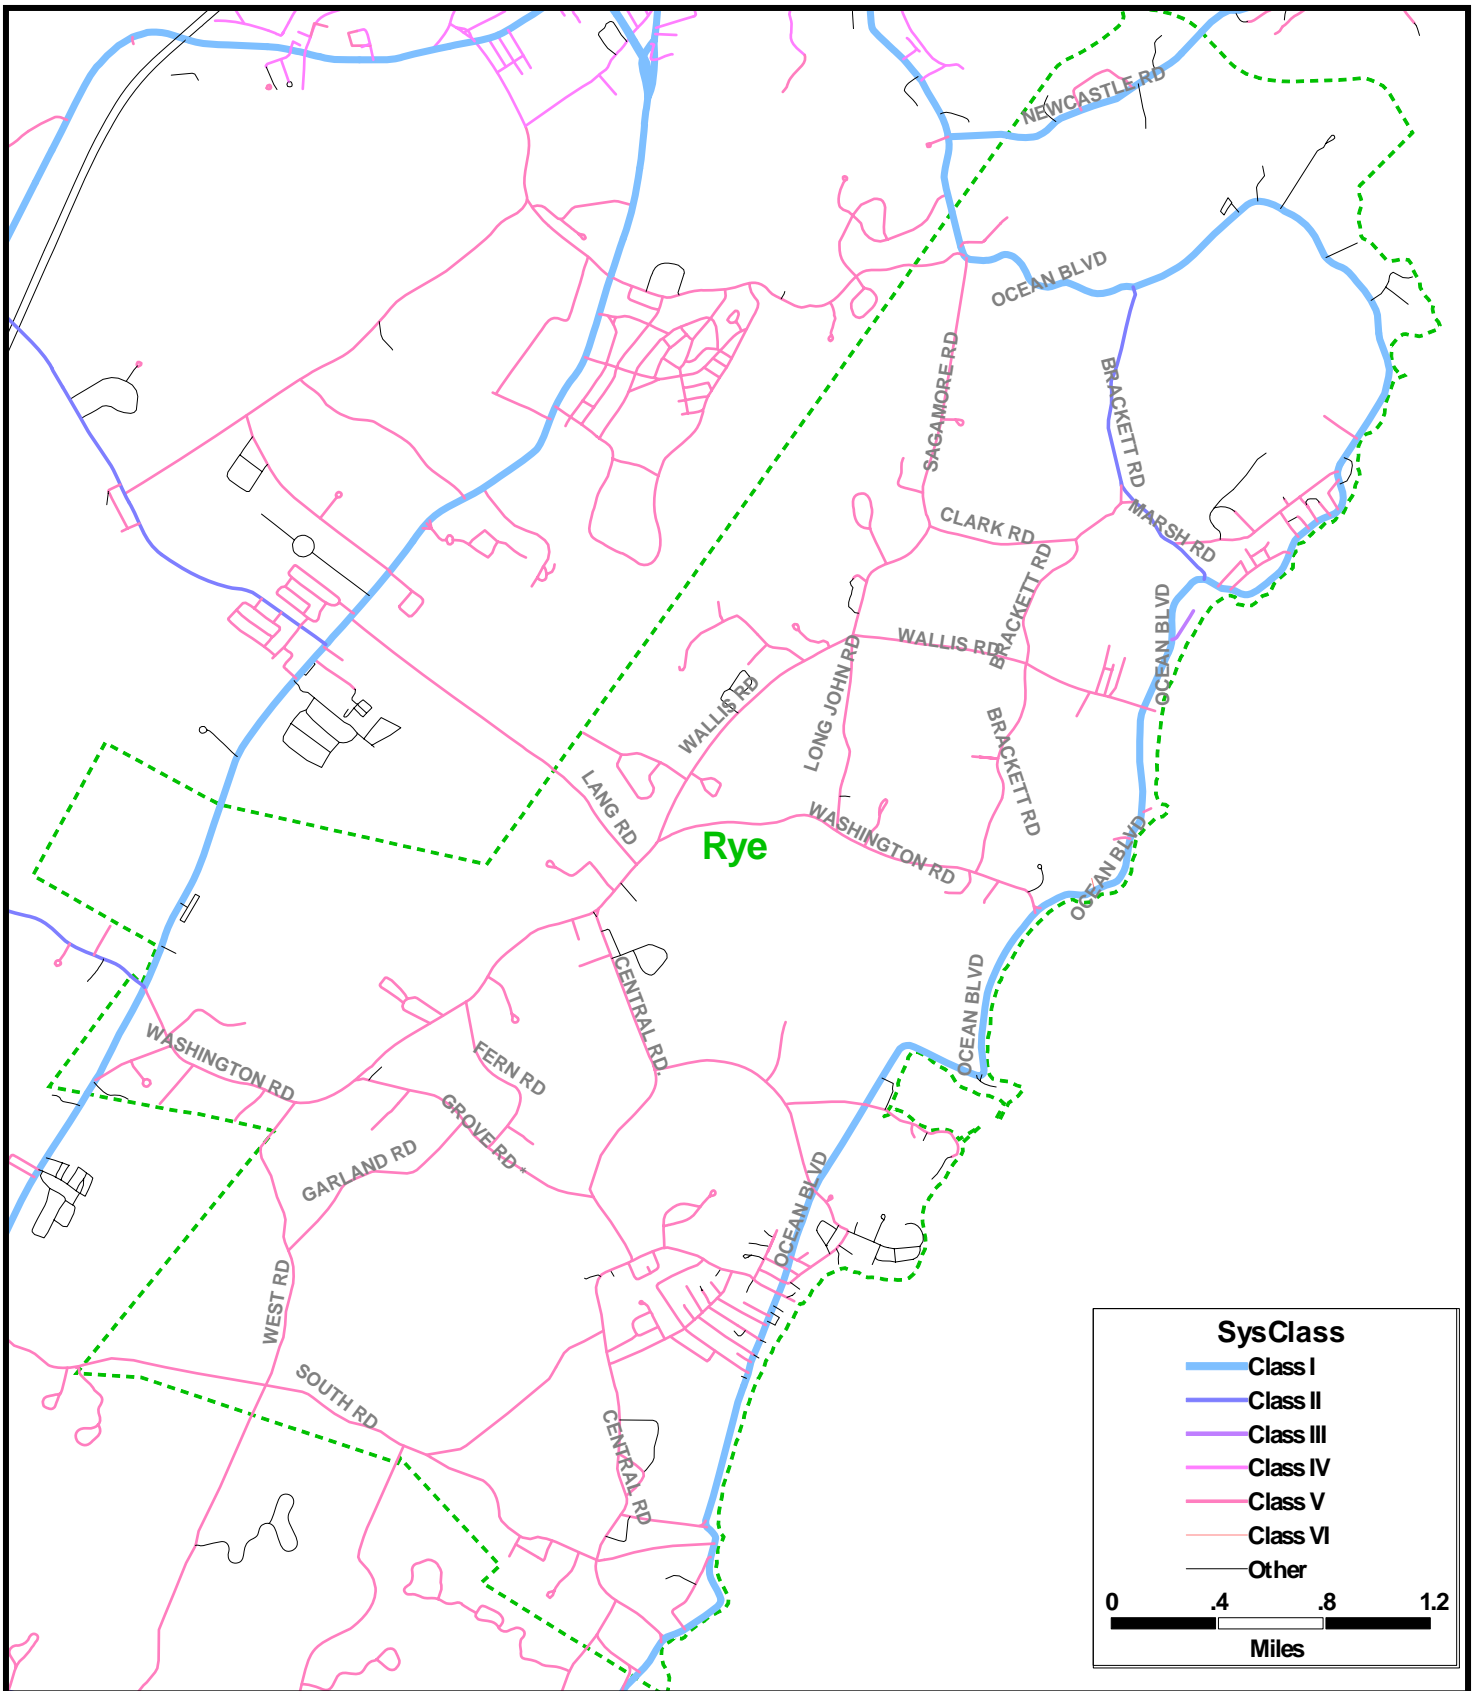 NEWCASTLE RD
OCEAN BLVD
SAGAMORE RD
BRACKETT RD
CLARK RD
MARSH RD
BRACKETT RD
OCEAN BLVD
WALLIS RD
LONG JOHN RD
WALLIS RD
BRACKETT RD
LANG RD
WASHINGTON RD
Rye
OCEAN BLVD
CENTRAL RD.
OCEAN BLVD
WASHINGTON RD
FERN RD
GROVE RD *
GARLAND RD
OCEAN BLVD
WEST RD
SOUTH RD
CENTRAL RD
SysClass
Class I
Class II
Class III
Class IV
Class V
Class VI
Other
0 .4 .8 1.2
Miles